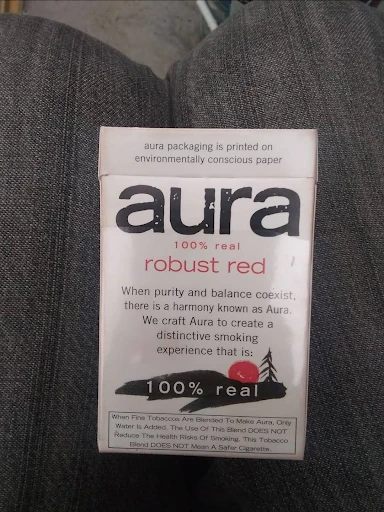 aura packaging is printed on
environmentally conscious paper
aura
100% real
robust red
When purity and balance coexist,
there is a harmony known as Aura.
We craft Aura to create a
distinctive smoking
experience that is:
100% real
When Fine Tobaccos Are Blended To Make Aura, Only
Water Is Added. The Use Of This Blend DOES NOT
Reduce The Health Risks Of Smoking. This Tobacco
Blend DOES NOT Mean A Safer Cigarette.